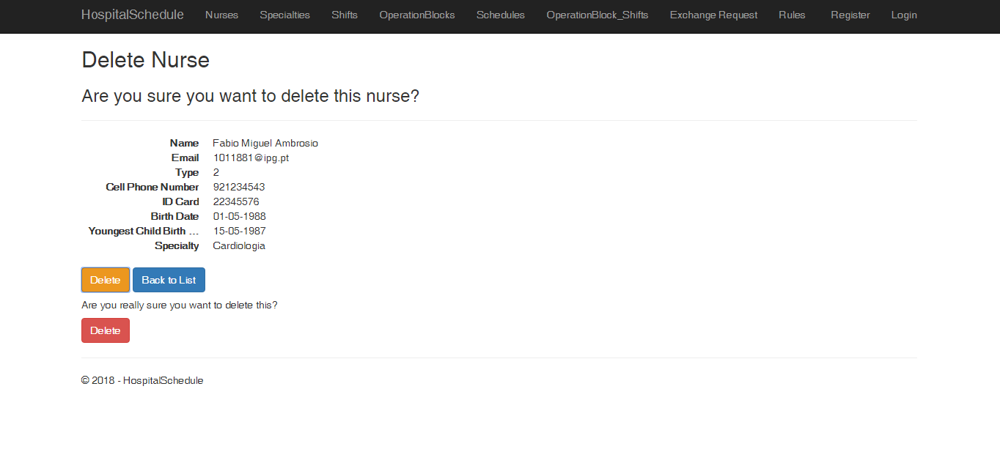 HospitalSchedule Nurses Specialties Shifts OperationBlocks Schedules OperationBlock_Shifts Exchange Request Rules Register Login
Delete Nurse
Are you sure you want to delete this nurse?
Name Fabio Miguel Ambrosio
Email 1011881@ipg.pt
Type 2
Cell Phone Number 921234543
ID Card 22345576
Birth Date 01-05-1988
Youngest Child Birth ... 15-05-1987
Specialty Cardiologia
Delete Back to List
Are you really sure you want to delete this?
Delete
© 2018 - HospitalSchedule